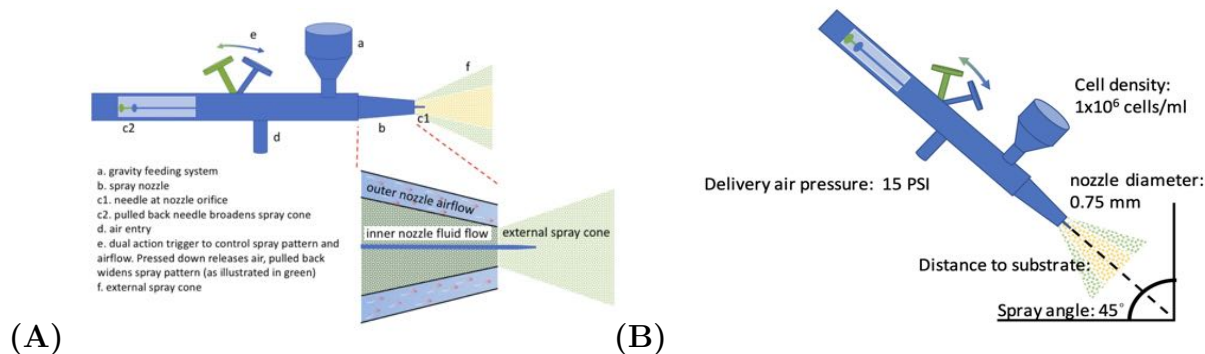 e
a
f
c2
d
b
c1
a. gravity feeding system
b. spray nozzle
c1. needle at nozzle orifice
c2. pulled back needle broadens spray cone
d. air entry
e. dual action trigger to control spray pattern and
airflow. Pressed down releases air, pulled back
widens spray pattern (as illustrated in green)
f. external spray cone
outer nozzle airflow
inner nozzle fluid flow
external spray cone
(A)
Cell density:
1x10⁶ cells/ml
Delivery air pressure: 15 PSI
nozzle diameter:
0.75 mm
Distance to substrate:
Spray angle: 45°
(B)